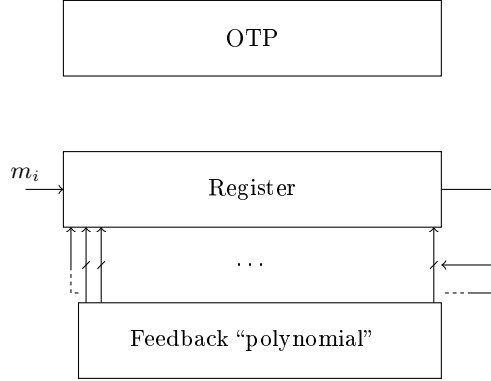 OTP
m_i
Register
. . .
Feedback “polynomial”